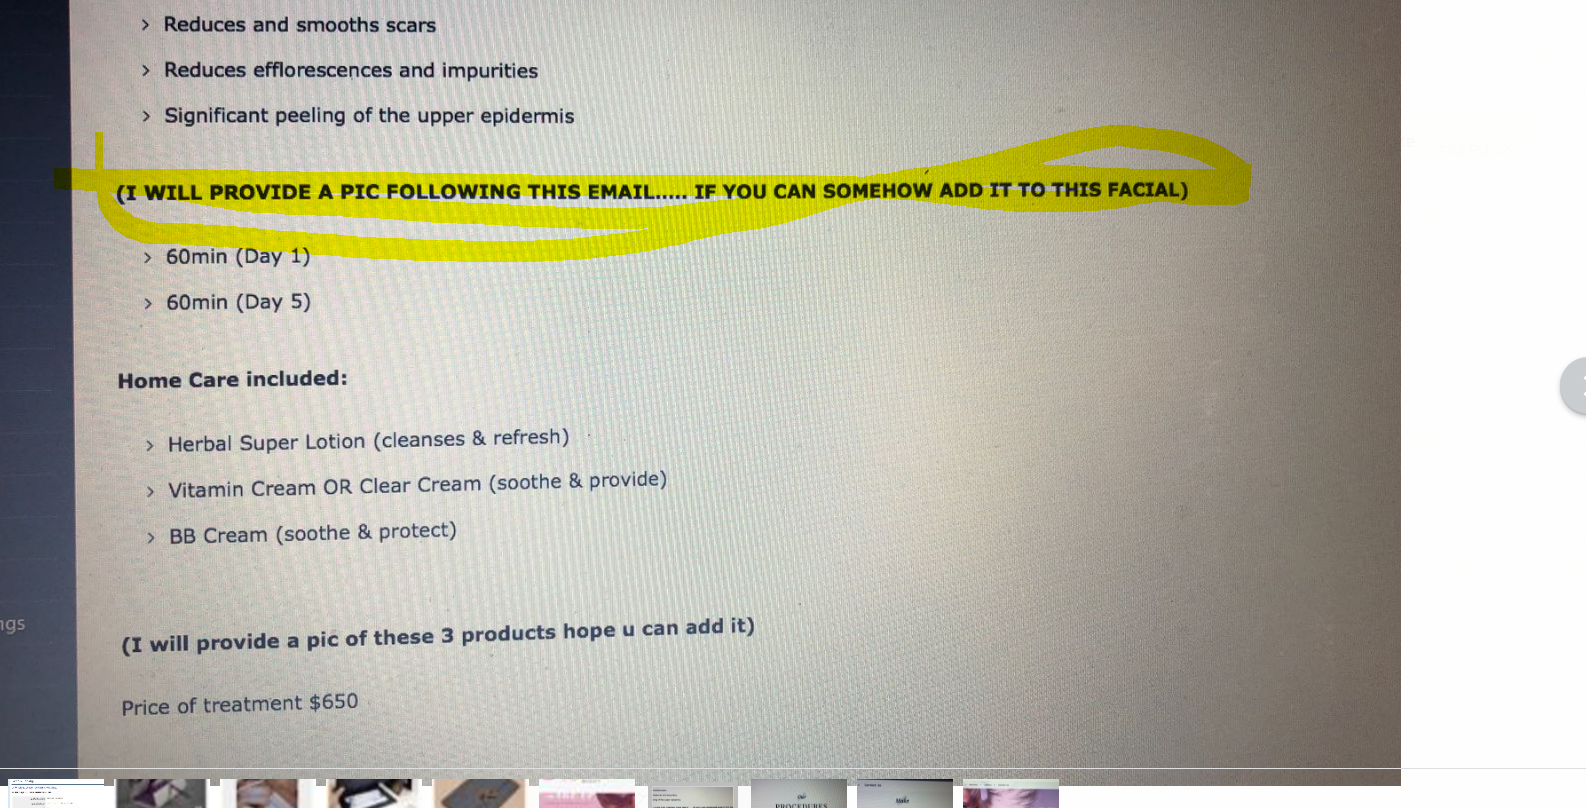 > Reduces and smooths scars
> Reduces efflorescences and impurities
> Significant peeling of the upper epidermis
(I WILL PROVIDE A PIC FOLLOWING THIS EMAIL..... IF YOU CAN SOMEHOW ADD IT TO THIS FACIAL)
> 60min (Day 1)
> 60min (Day 5)
Home Care included:
> Herbal Super Lotion (cleanses & refresh)
> Vitamin Cream OR Clear Cream (soothe & provide)
> BB Cream (soothe & protect)
ngs
(I will provide a pic of these 3 products hope u can add it)
Price of treatment $650
PROCEDURES